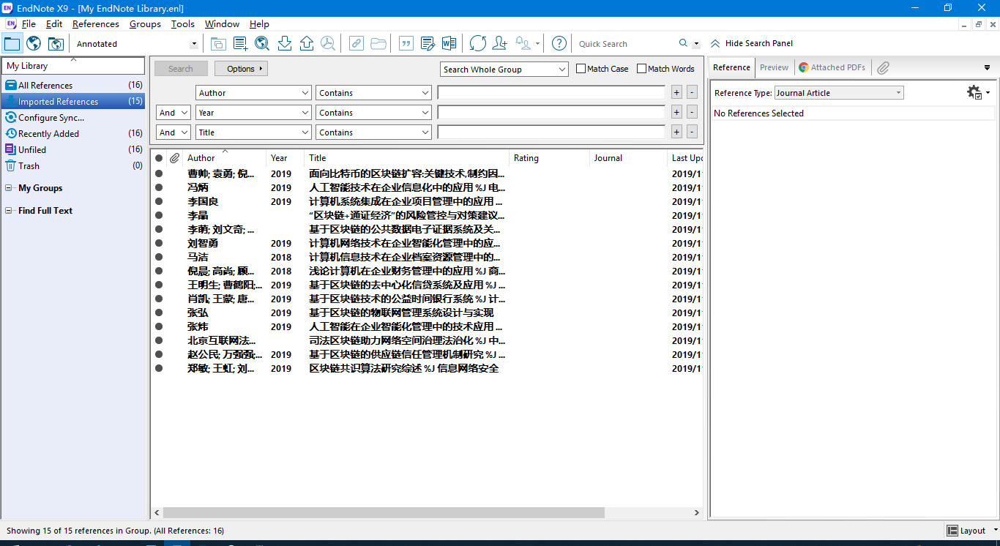 EndNote X9 - [My EndNote Library.enl]
File Edit References Groups Tools Window Help
Annotated
Quick Search
Hide Search Panel
My Library
All References (16)
Imported References (15)
Configure Sync...
Recently Added (16)
Unfiled (16)
Trash (0)
My Groups
Find Full Text
Search Options Search Whole Group Match Case Match Words
Author Contains + -
And Year Contains + -
And Title Contains + -
Author Year Title Rating Journal Last Upd
曹帅; 袁勇; 倪... 2019 面向比特币的区块链扩容:关键技术,制约因... 2019/11
冯炳 2019 人工智能技术在企业信息化中的应用 %J 电... 2019/11
李国良 2019 计算机系统集成在企业项目管理中的应用 ... 2019/11
李晶 “区块链+通证经济”的风险管控与对策建议... 2019/11
李萌; 刘文奇; ... 基于区块链的公共数据电子证据系统及关... 2019/11
刘智勇 2019 计算机网络技术在企业智能化管理中的应... 2019/11
马洁 2018 计算机信息技术在企业档案资源管理中的... 2019/11
倪晨; 高尚; 顾... 2018 浅论计算机在企业财务管理中的应用 %J 商... 2019/11
王明生; 曹鹤阳;... 2019 基于区块链的去中心化信贷系统及应用 %J ... 2019/11
肖凯; 王蒙; 唐... 2019 基于区块链技术的公益时间银行系统 %J 计... 2019/11
张弘 2019 基于区块链的物联网管理系统设计与实现 2019/11
张炜 2019 人工智能在企业智能化管理中的技术应用 ... 2019/11
北京互联网法... 司法区块链助力网络空间治理法治化 %J 中... 2019/11
赵公民; 万强强;... 2019 基于区块链的供应链信任管理机制研究 %J ... 2019/11
郑敏; 王虹; 刘... 2019 区块链共识算法研究综述 %J 信息网络安全 2019/11
Reference Preview Attached PDFs
Reference Type: Journal Article
No References Selected
Showing 15 of 15 references in Group. (All References: 16)
Layout